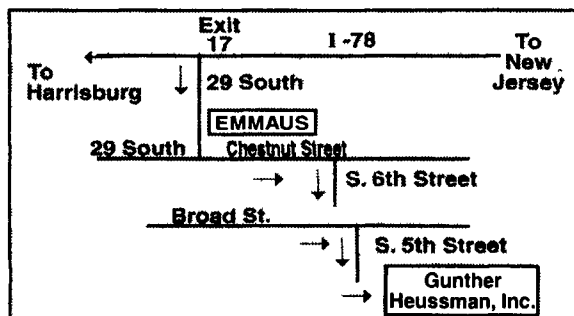 Exit
17
I-78
To
New
Jersey
To
Harrisburg
29 South
EMMAUS
29 South
Chestnut Street
S. 6th Street
Broad St.
S. 5th Street
Gunther
Heussman, Inc.